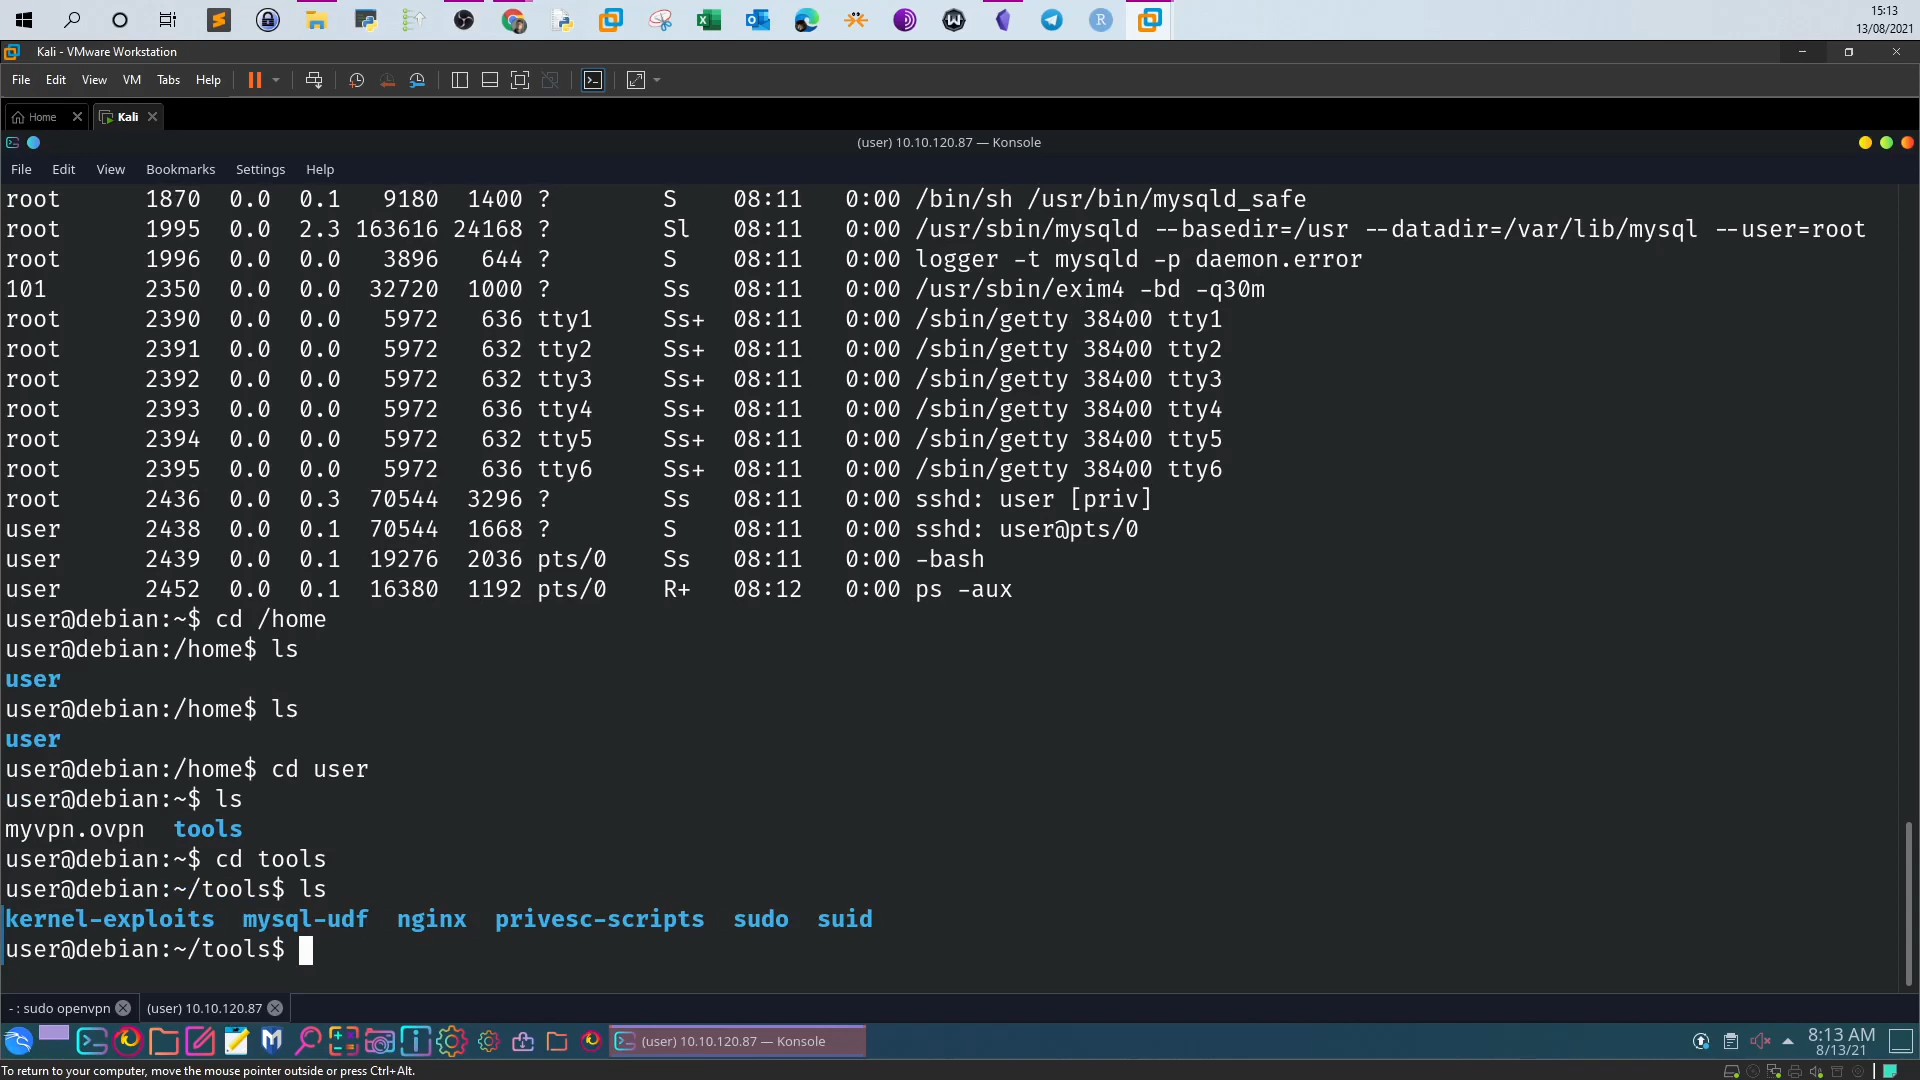 15:13
13/08/2021
Kali - VMware Workstation
File Edit View VM Tabs Help
Home Kali
(user) 10.10.120.87 — Konsole
File Edit View Bookmarks Settings Help
root 1870 0.0 0.1 9180 1400 ? S 08:11 0:00 /bin/sh /usr/bin/mysqld_safe
root 1995 0.0 2.3 163616 24168 ? Sl 08:11 0:00 /usr/sbin/mysqld --basedir=/usr --datadir=/var/lib/mysql --user=root
root 1996 0.0 0.0 3896 644 ? S 08:11 0:00 logger -t mysqld -p daemon.error
101 2350 0.0 0.0 32720 1000 ? Ss 08:11 0:00 /usr/sbin/exim4 -bd -q30m
root 2390 0.0 0.0 5972 636 tty1 Ss+ 08:11 0:00 /sbin/getty 38400 tty1
root 2391 0.0 0.0 5972 632 tty2 Ss+ 08:11 0:00 /sbin/getty 38400 tty2
root 2392 0.0 0.0 5972 632 tty3 Ss+ 08:11 0:00 /sbin/getty 38400 tty3
root 2393 0.0 0.0 5972 636 tty4 Ss+ 08:11 0:00 /sbin/getty 38400 tty4
root 2394 0.0 0.0 5972 632 tty5 Ss+ 08:11 0:00 /sbin/getty 38400 tty5
root 2395 0.0 0.0 5972 636 tty6 Ss+ 08:11 0:00 /sbin/getty 38400 tty6
root 2436 0.0 0.3 70544 3296 ? Ss 08:11 0:00 sshd: user [priv]
user 2438 0.0 0.1 70544 1668 ? S 08:11 0:00 sshd: user@pts/0
user 2439 0.0 0.1 19276 2036 pts/0 Ss 08:11 0:00 -bash
user 2452 0.0 0.1 16380 1192 pts/0 R+ 08:12 0:00 ps -aux
user@debian:~$ cd /home
user@debian:/home$ ls
user
user@debian:/home$ ls
user
user@debian:/home$ cd user
user@debian:~$ ls
myvpn.ovpn tools
user@debian:~$ cd tools
user@debian:~/tools$ ls
kernel-exploits mysql-udf nginx privesc-scripts sudo suid
user@debian:~/tools$
- : sudo openvpn (user) 10.10.120.87
(user) 10.10.120.87 — Konsole
8:13 AM
8/13/21
To return to your computer, move the mouse pointer outside or press Ctrl+Alt.